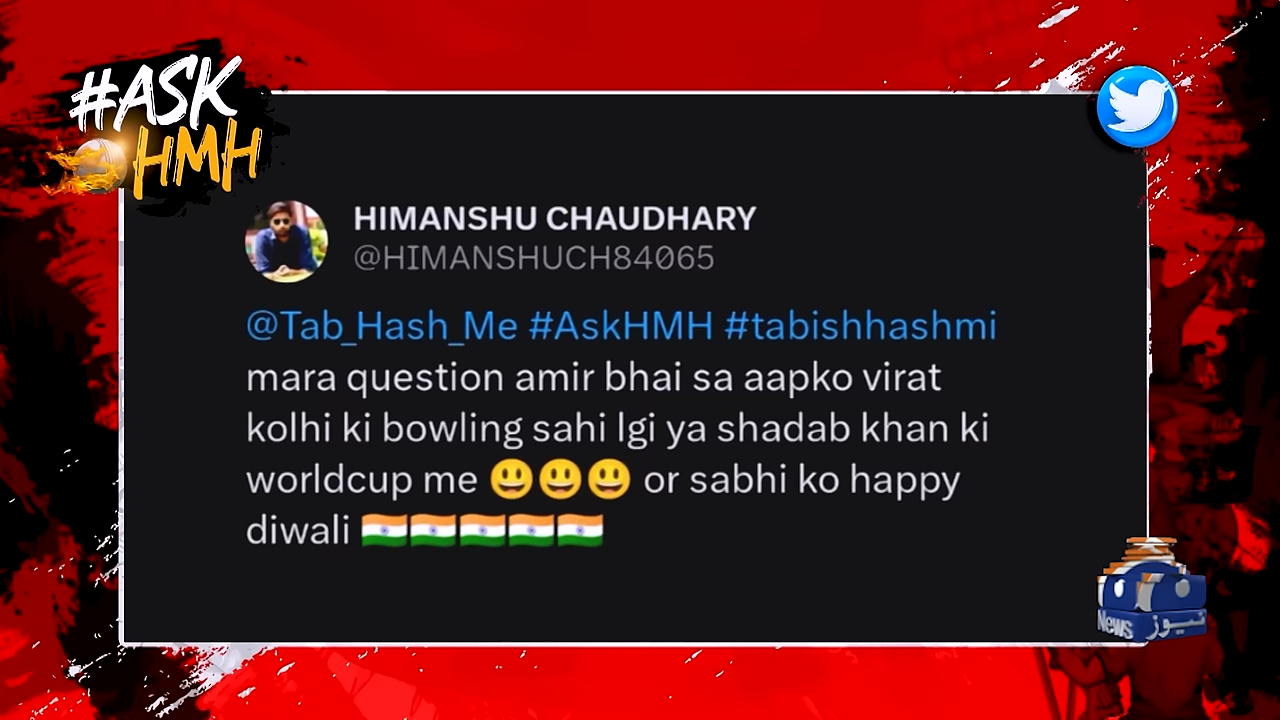 #ASK
HMH
HIMANSHU CHAUDHARY
@HIMANSHUCH84065
@Tab_Hash_Me #AskHMH #tabishhashmi
mara question amir bhai sa aapko virat
kolhi ki bowling sahi lgi ya shadab khan ki
worldcup me 😃😃😃 or sabhi ko happy
diwali 🇮🇳🇮🇳🇮🇳🇮🇳🇮🇳
News نیوز